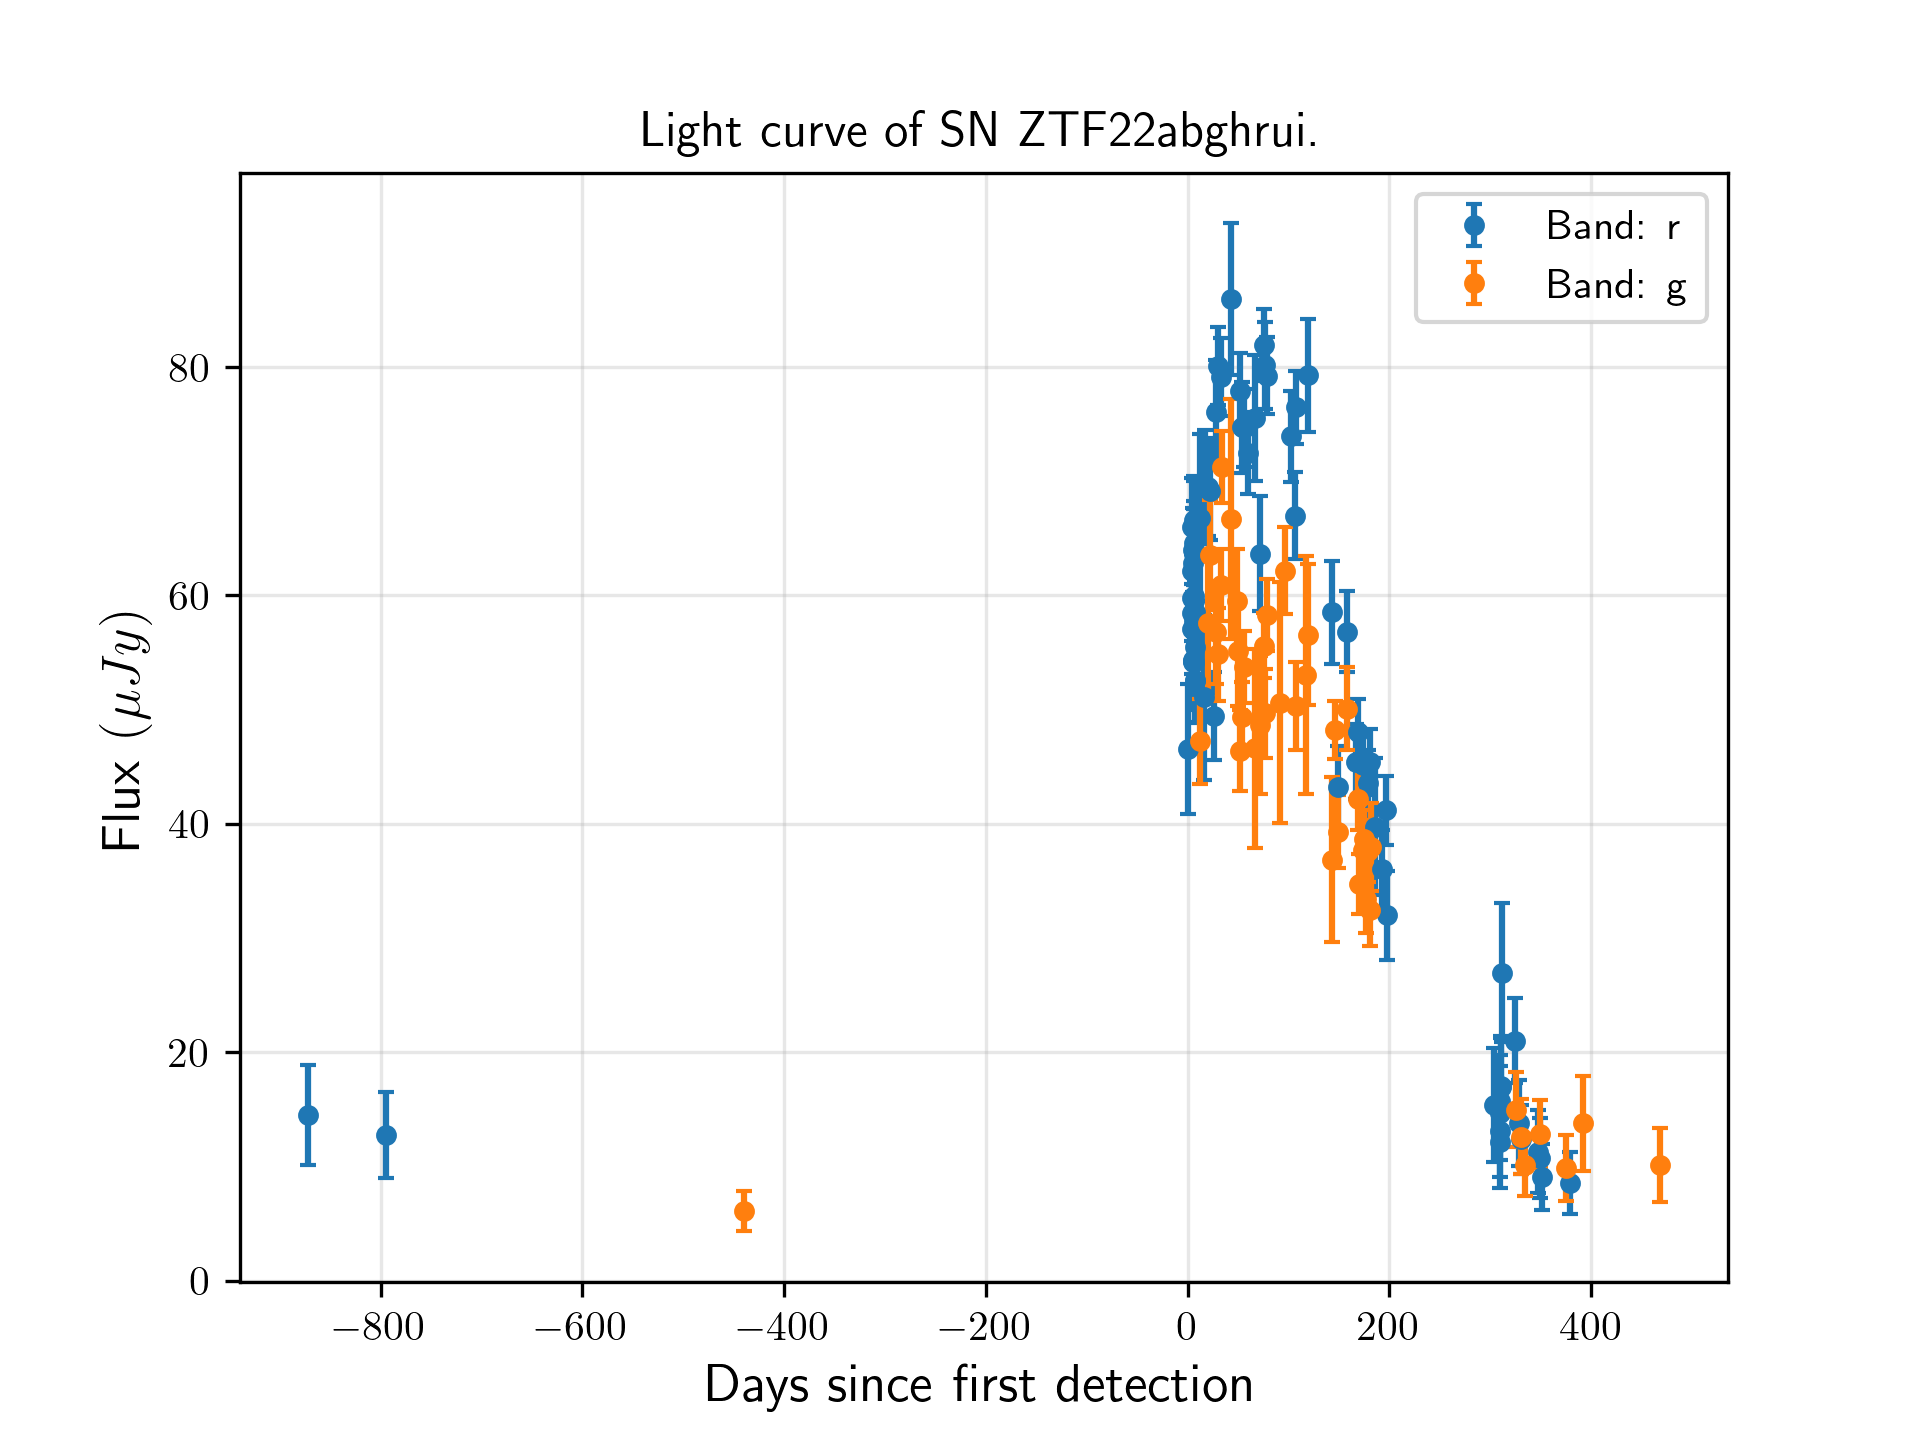 Light curve of SN ZTF22abghrui.
Band: r
Band: g
80
60
40
20
0
Flux (μJy)
−800 −600 −400 −200 0 200 400
Days since first detection